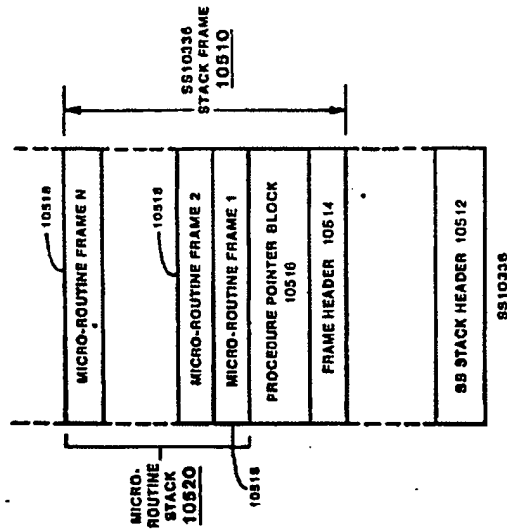 10518
MICRO-ROUTINE FRAME N
SS10336
STACK FRAME
10510
10518
MICRO-ROUTINE FRAME 2
MICRO-ROUTINE FRAME 1
MICRO-
ROUTINE
STACK
10520
10518
PROCEDURE POINTER BLOCK
10516
FRAME HEADER 10514
SS STACK HEADER 10512
SS10336